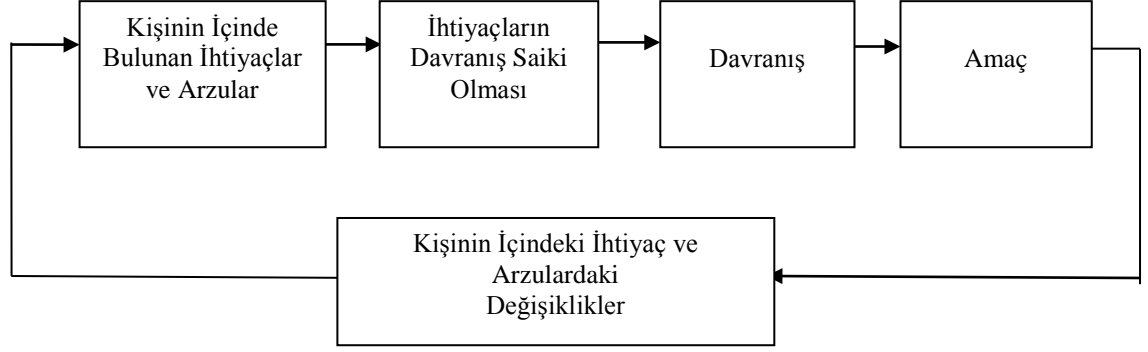 Kişinin İçinde
Bulunan İhtiyaçlar
ve Arzular
İhtiyaçların
Davranış Saiki
Olması
Davranış
Amaç
Kişinin İçindeki İhtiyaç ve
Arzulardaki
Değişiklikler